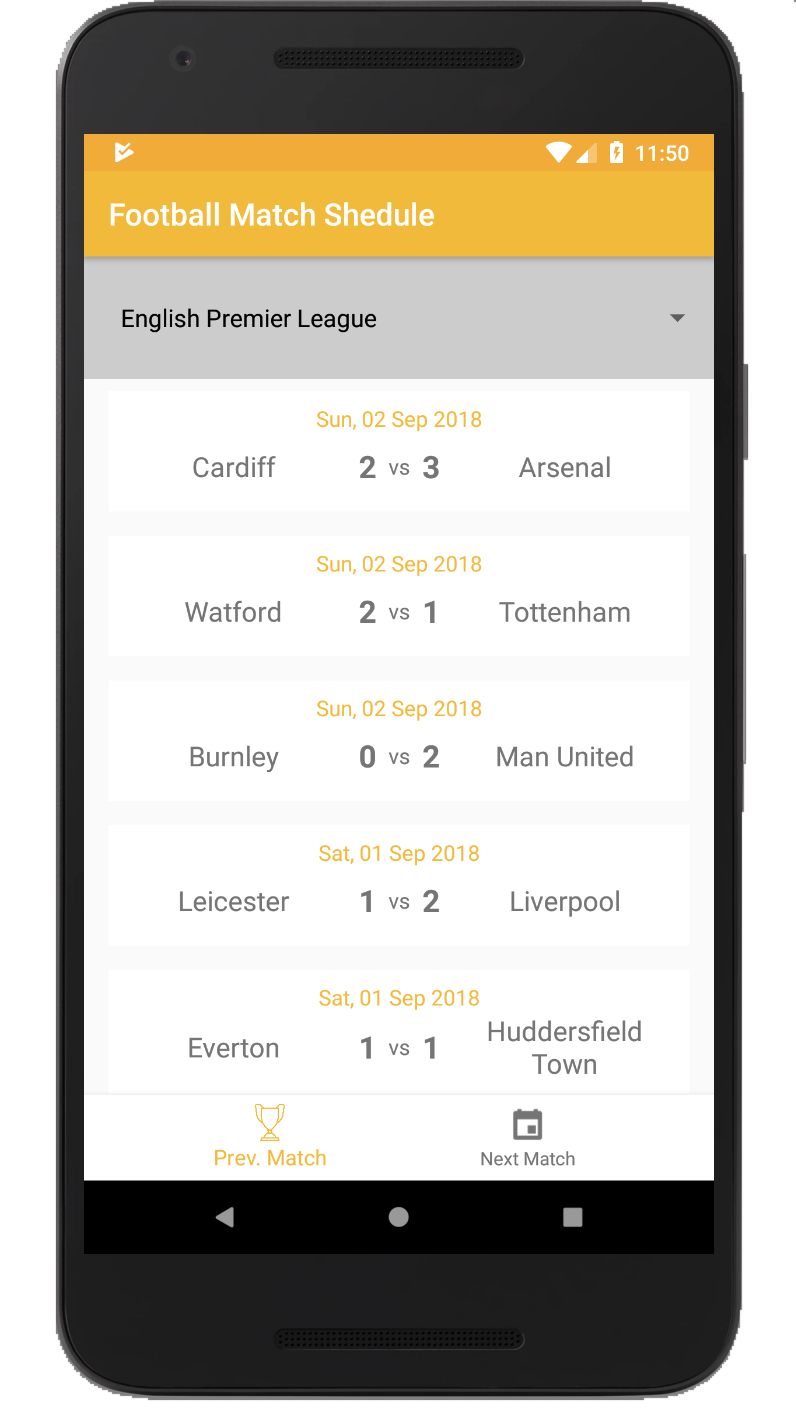 11:50
Football Match Shedule
English Premier League
Sun, 02 Sep 2018
Cardiff 2 vs 3 Arsenal
Sun, 02 Sep 2018
Watford 2 vs 1 Tottenham
Sun, 02 Sep 2018
Burnley 0 vs 2 Man United
Sat, 01 Sep 2018
Leicester 1 vs 2 Liverpool
Sat, 01 Sep 2018
Everton 1 vs 1 Huddersfield
Town
Prev. Match Next Match